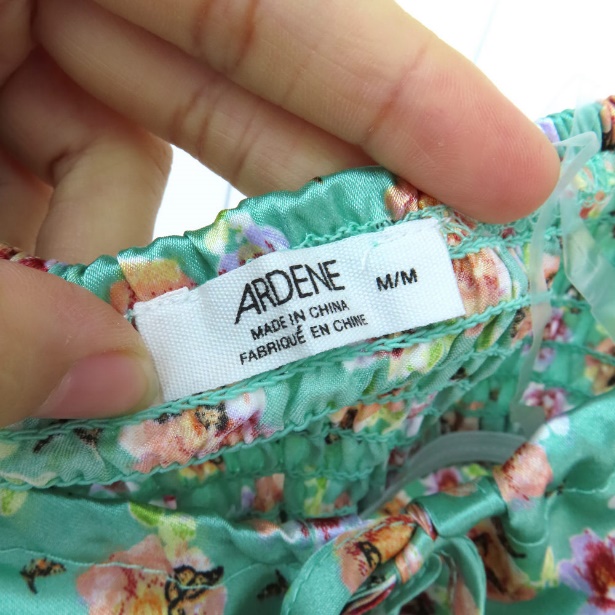 ARDENE M/M
MADE IN CHINA
FABRIQUÉ EN CHINE